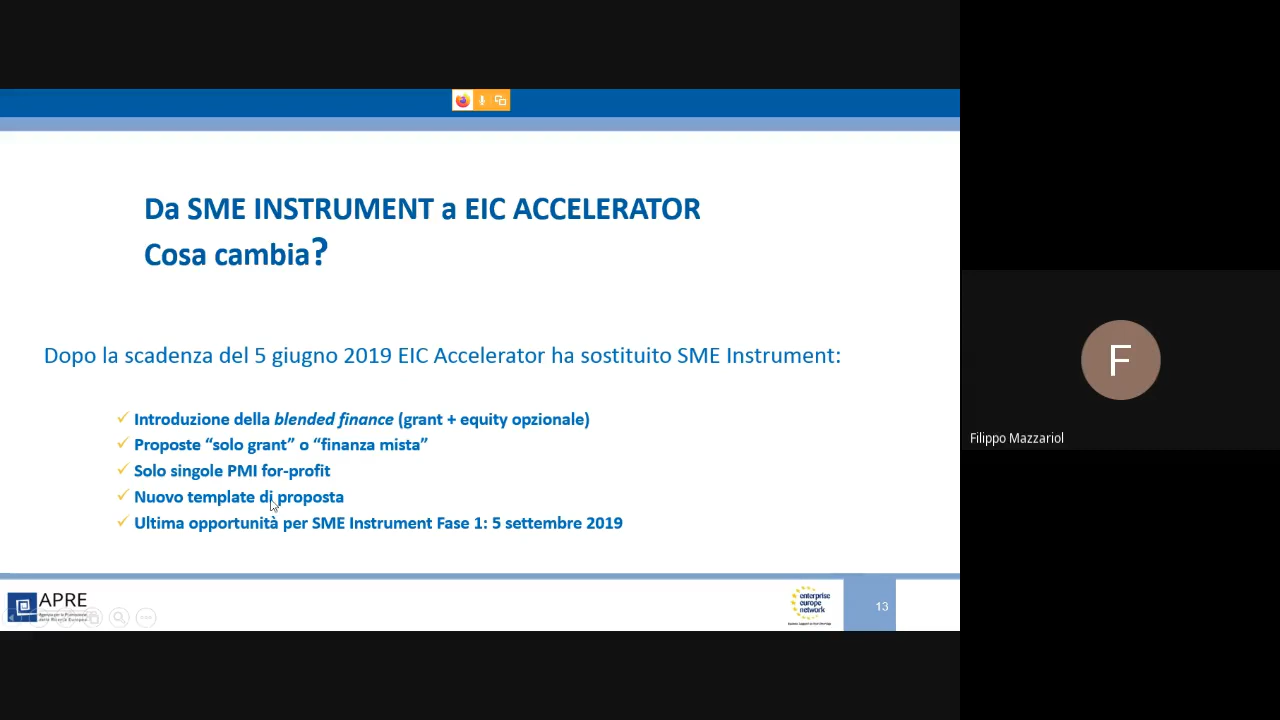 Da SME INSTRUMENT a EIC ACCELERATOR
Cosa cambia?
Dopo la scadenza del 5 giugno 2019 EIC Accelerator ha sostituito SME Instrument:
Introduzione della blended finance (grant + equity opzionale)
Proposte “solo grant” o “finanza mista”
Solo singole PMI for-profit
Nuovo template di proposta
Ultima opportunità per SME Instrument Fase 1: 5 settembre 2019
APRE
enterprise
europe
network
13
F
Filippo Mazzariol